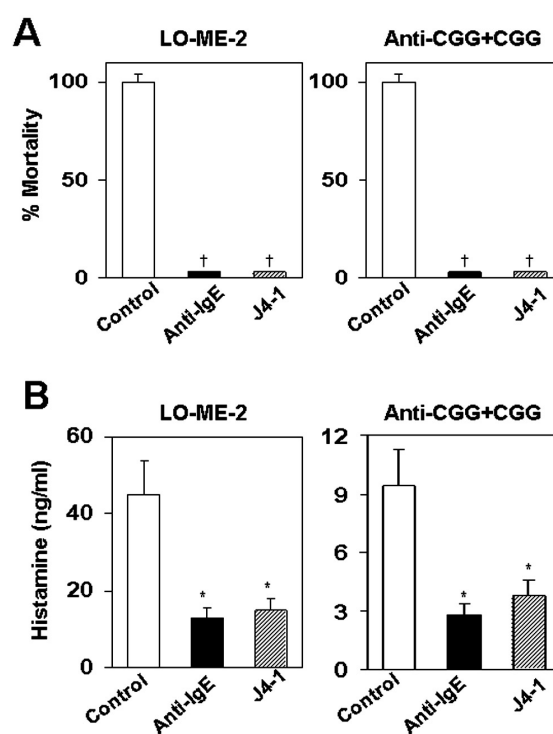 A
LO-ME-2
Anti-CGG+CGG
% Mortality
100
50
0
† †
Control
Anti-IgE
J4-1
100
50
0
† †
Control
Anti-IgE
J4-1
B
LO-ME-2
Anti-CGG+CGG
Histamine (ng/ml)
60
40
20
0
* *
Control
Anti-IgE
J4-1
12
9
6
3
0
* *
Control
Anti-IgE
J4-1